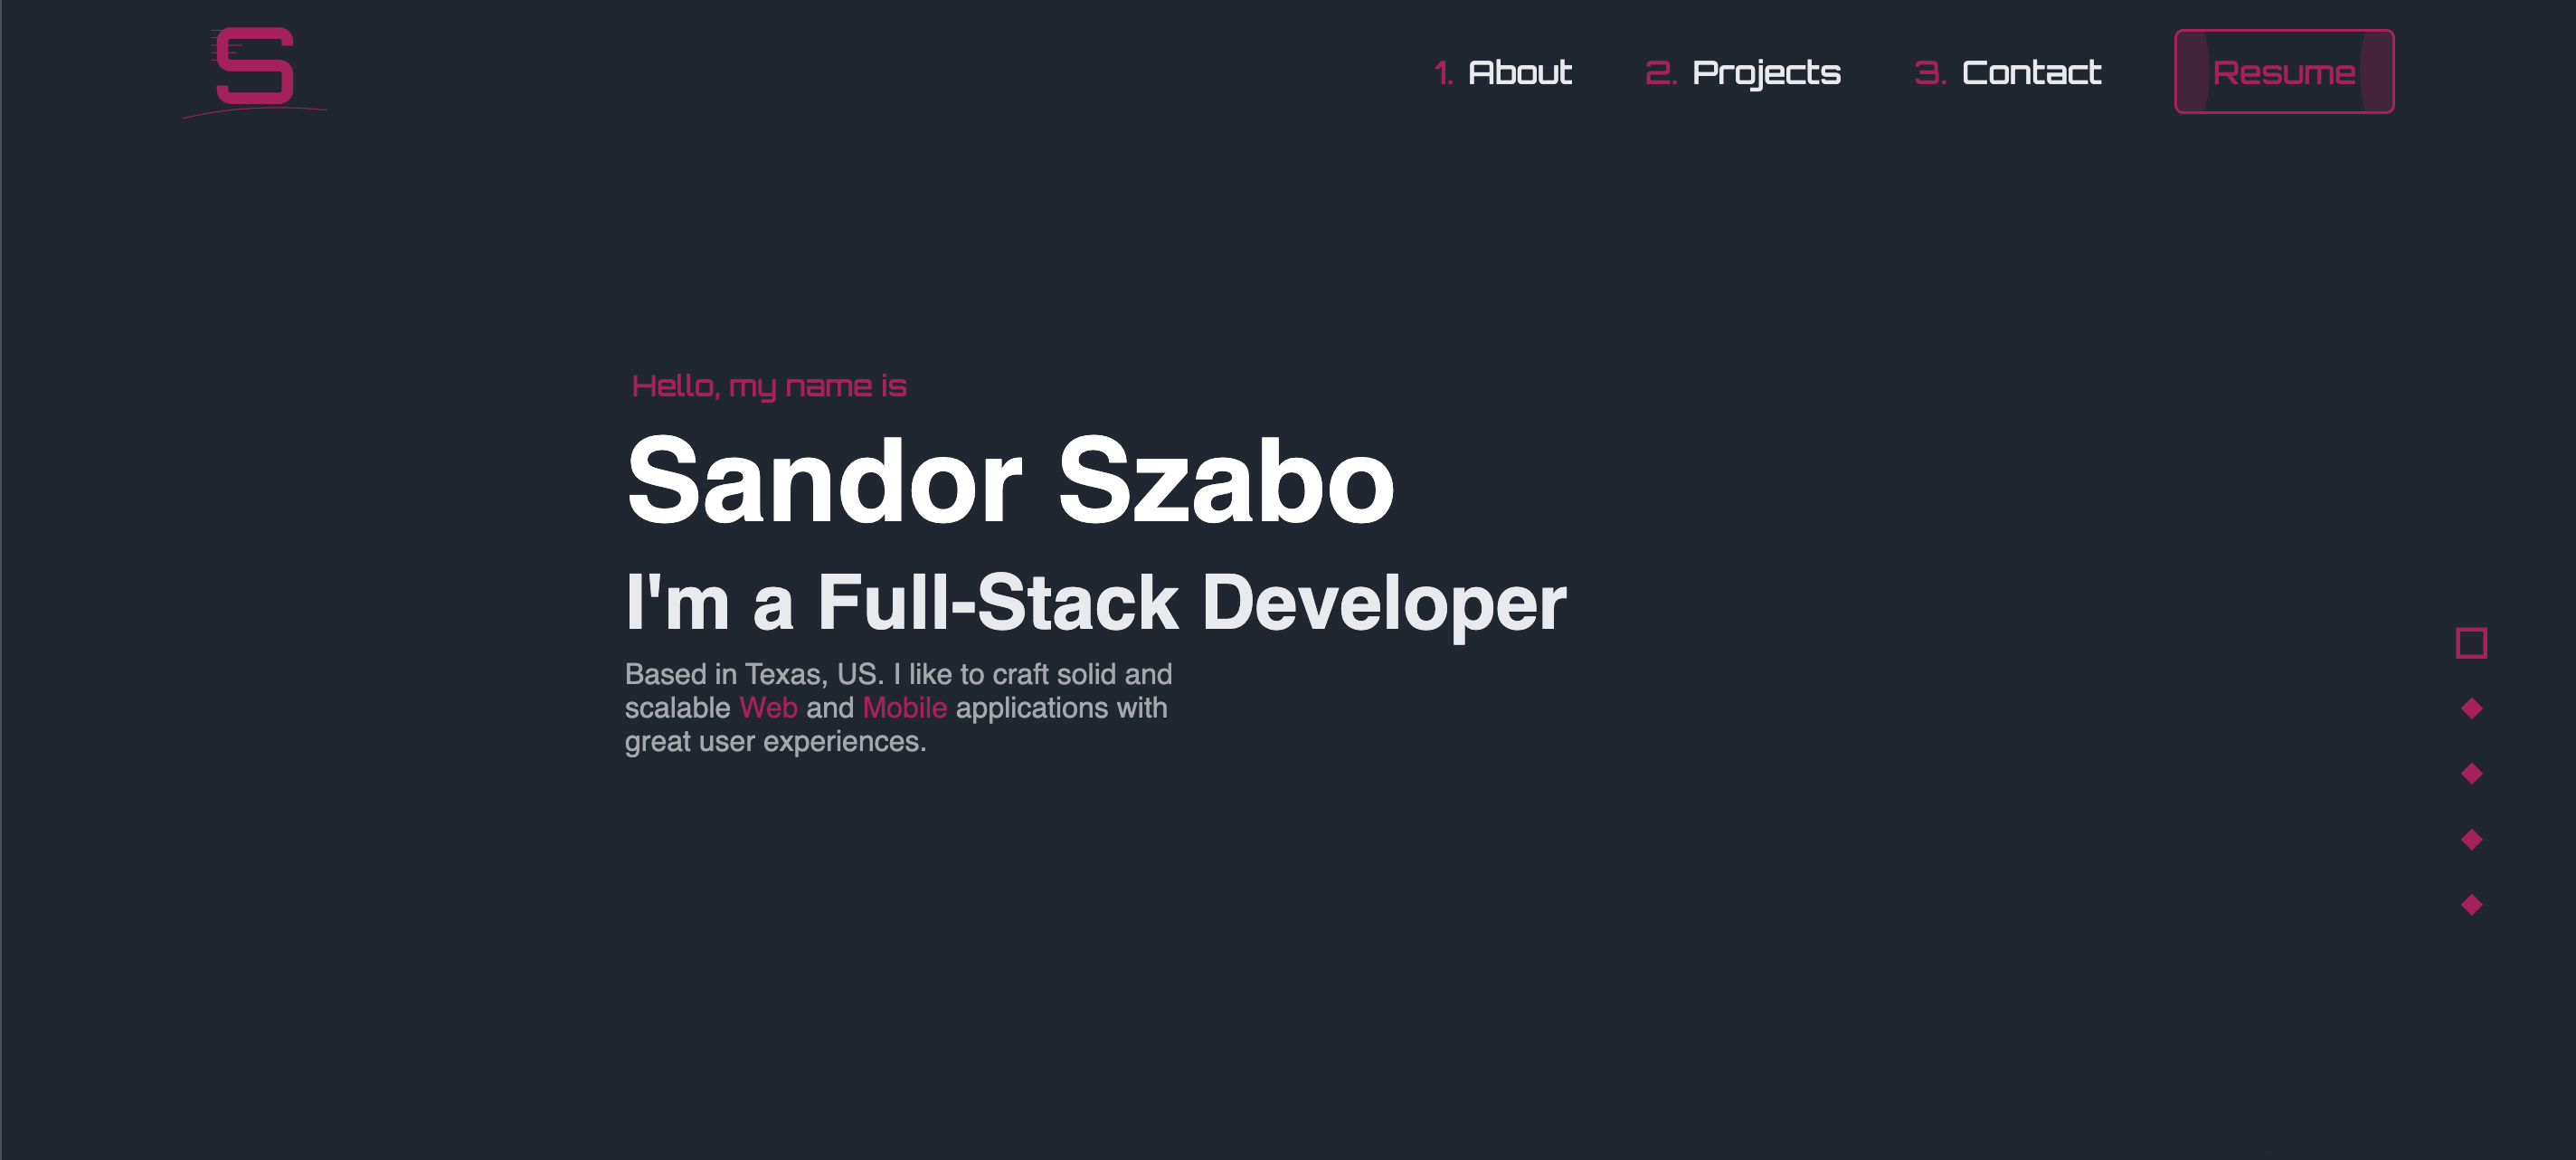 S
1. About 2. Projects 3. Contact Resume
Hello, my name is
Sandor Szabo
I'm a Full-Stack Developer
Based in Texas, US. I like to craft solid and
scalable Web and Mobile applications with
great user experiences.